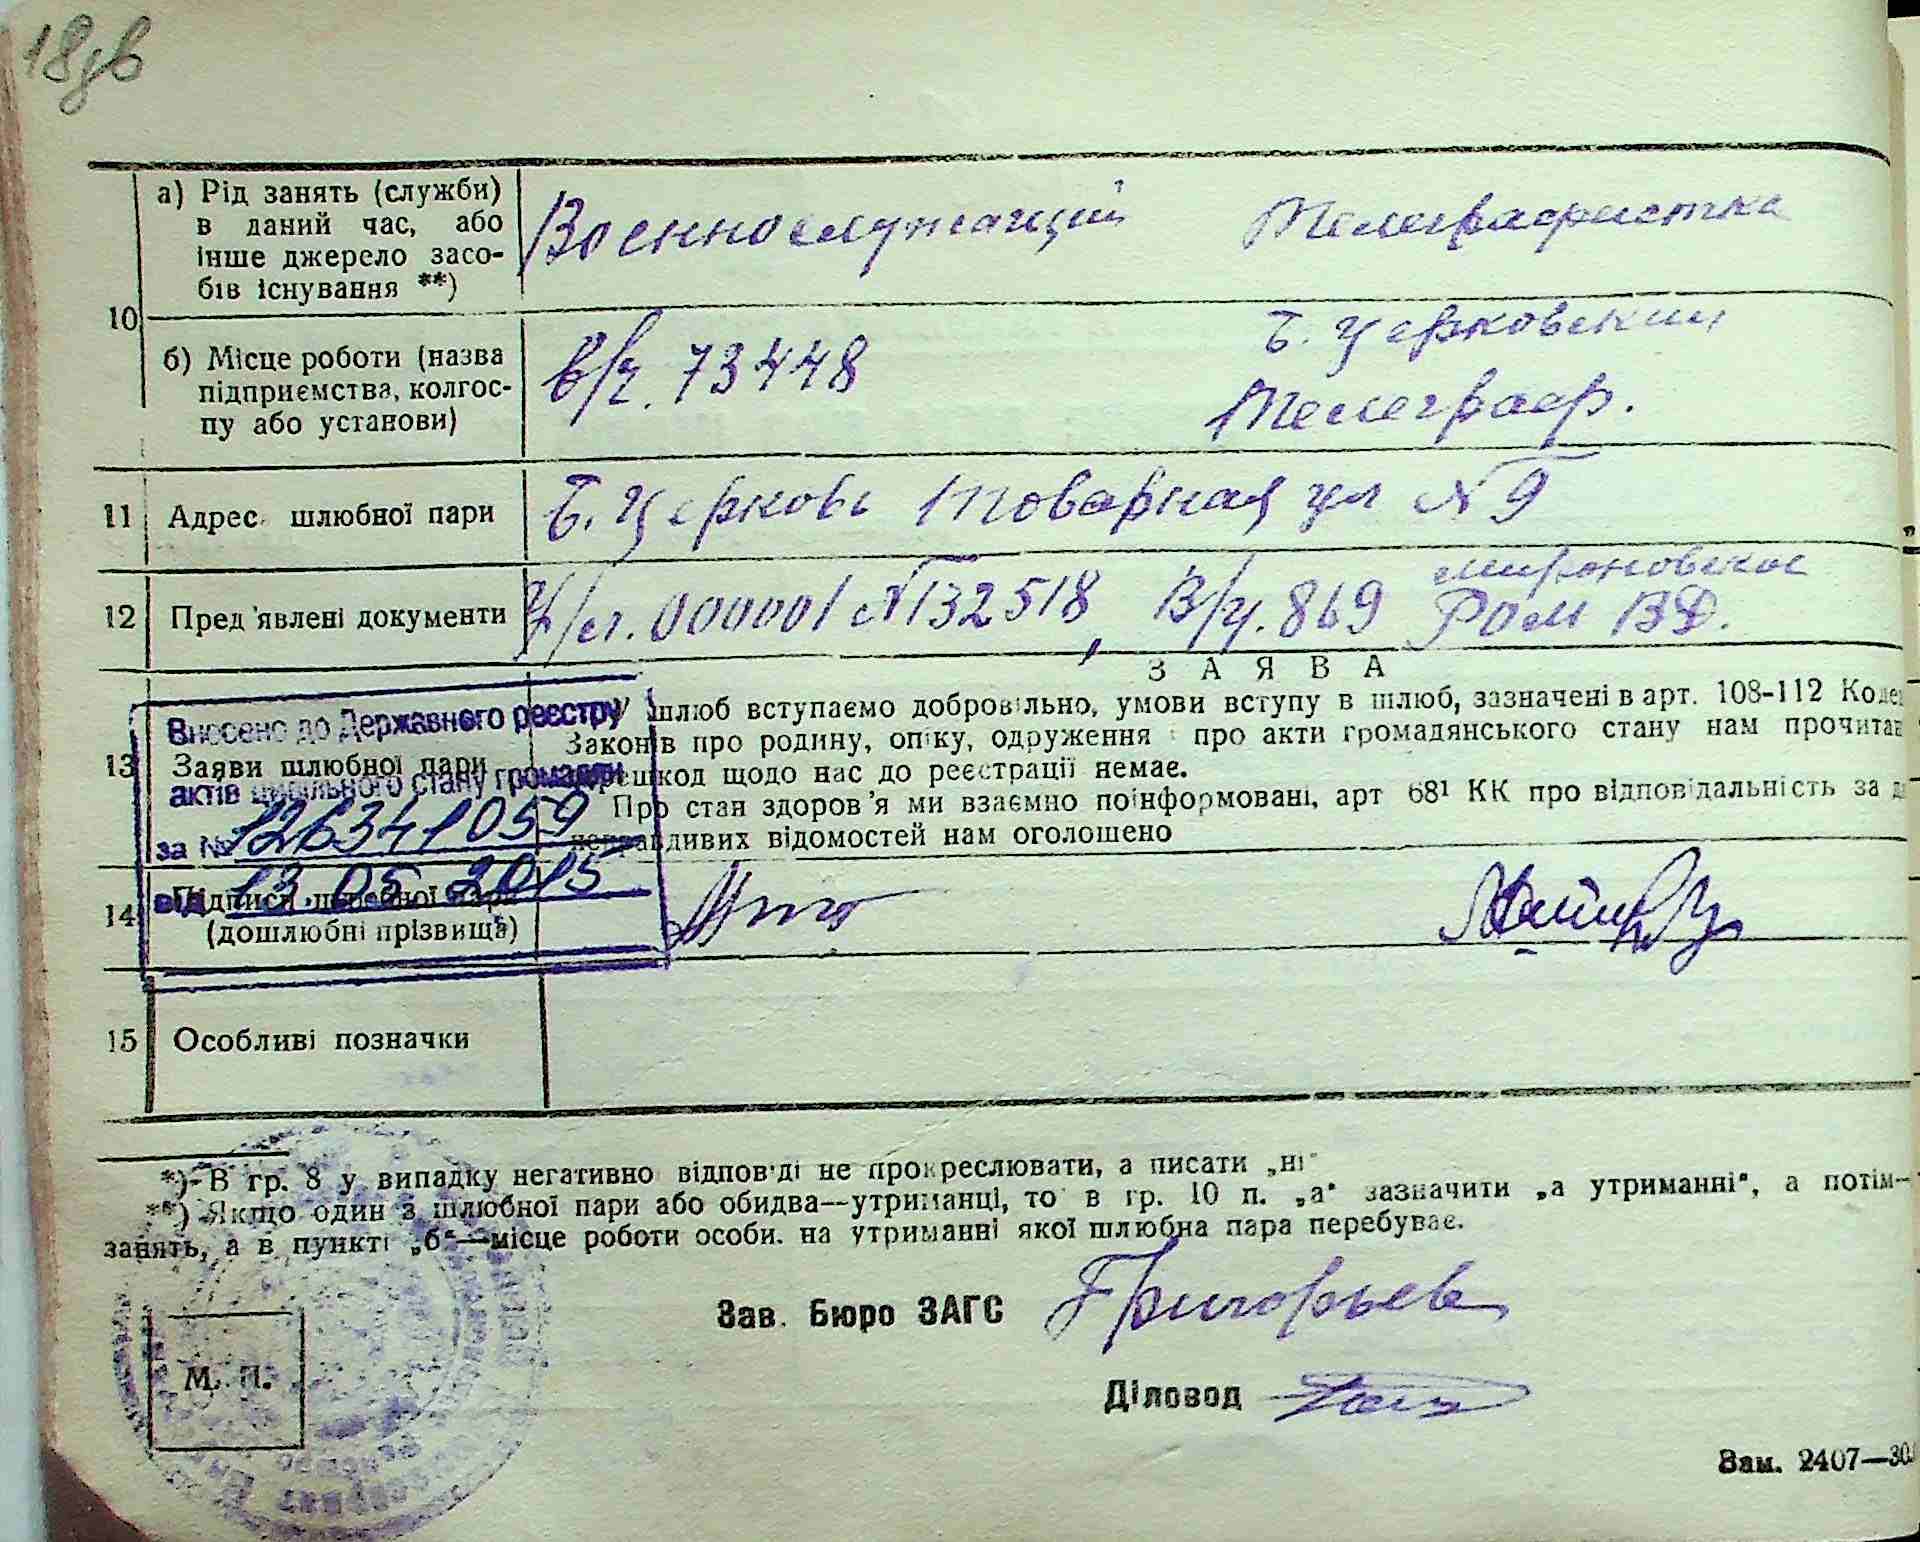 18зв
10
а) Рід занять (служби)
в даний час, або
інше джерело засо-
бів існування **)
Военнослужащий Телеграфистка
б) Місце роботи (назва
підприємства, колгос-
пу або установи)
в/ч. 73448
Б. Церковский
Телеграф.
11 Адрес шлюбної пари Б. Церковь Товарная ул № 9
12 Пред'явлені документи У/л. 000001 № 132518, В/ч. 869 Мироновское
РОМ ВД.
ЗАЯВА
13 Заяви шлюбної пари
У шлюб вступаємо добровільно, умови вступу в шлюб, зазначені в арт. 108-112 Кодек
Законів про родину, опіку, одруження і про акти громадянського стану нам прочитан
перешкод щодо нас до реєстрації немає.
Про стан здоров'я ми взаємно поінформовані, арт 68¹ КК про відповідальність за д
неправдивих відомостей нам оголошено
Внесено до Державного реєстру
актів цивільного стану громадян
за № 126341059
від 13.05.2015
14 Підписи шлюбної пари
(дошлюбні прізвища)
15 Особливі позначки
*) В гр. 8 у випадку негативно відповіді не прокреслювати, а писати „ні"
**) Якщо один з шлюбної пари або обидва—утриманці, то в гр. 10 п. „а" зазначити „а утриманні", а потім—
занять, а в пункті „б"—місце роботи особи. на утриманні якої шлюбна пара перебуває.
Зав. Бюро ЗАГС Григорьев
Діловод
М. П.
Зам. 2407—30